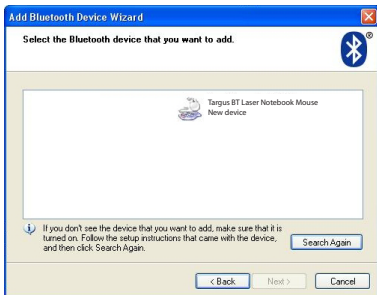 Add Bluetooth Device Wizard
Select the Bluetooth device that you want to add.
®
Targus BT Laser Notebook Mouse
New device
If you don't see the device that you want to add, make sure that it is
turned on. Follow the setup instructions that came with the device,
and then click Search Again.
Search Again
< Back
Next >
Cancel